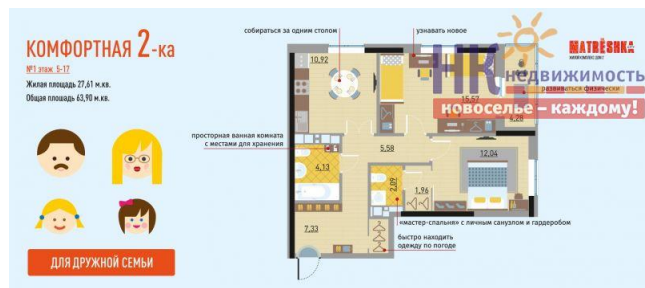 КОМФОРТНАЯ 2-ка
№1 этаж 5-17
Жилая площадь 27,61 м.кв.
Общая площадь 63,90 м.кв.
ДЛЯ ДРУЖНОЙ СЕМЬИ
собираться за одним столом
узнавать новое
MATRЁSHKA
10,92
15,57
НК недвижимость
развиваться физически
новоселье – каждому!
4,28
просторная ванная комната
с местами для хранения
5,58
12,04
4,13
2,09
1,96
«мастер-спальня» с личным санузлом и гардеробом
7,33
быстро находить
одежду по погоде